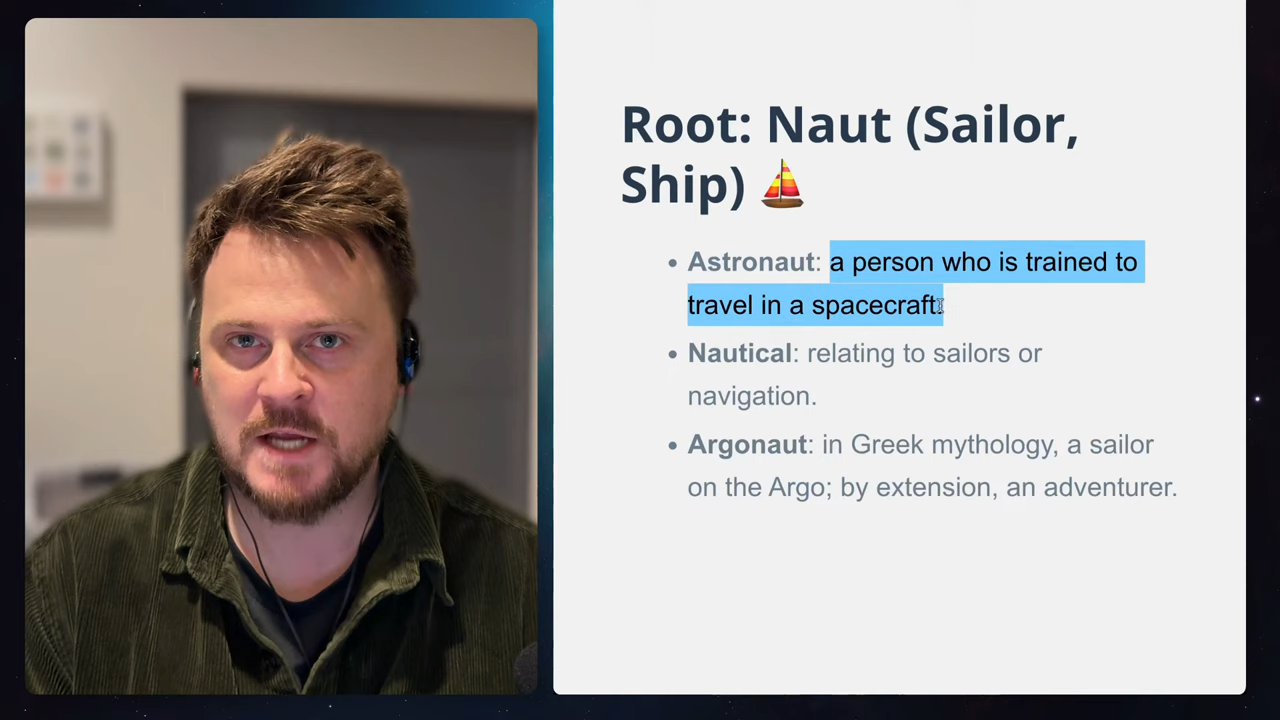 Root: Naut (Sailor,
Ship) ⛵
• Astronaut: a person who is trained to
travel in a spacecraft.
• Nautical: relating to sailors or
navigation.
• Argonaut: in Greek mythology, a sailor
on the Argo; by extension, an adventurer.